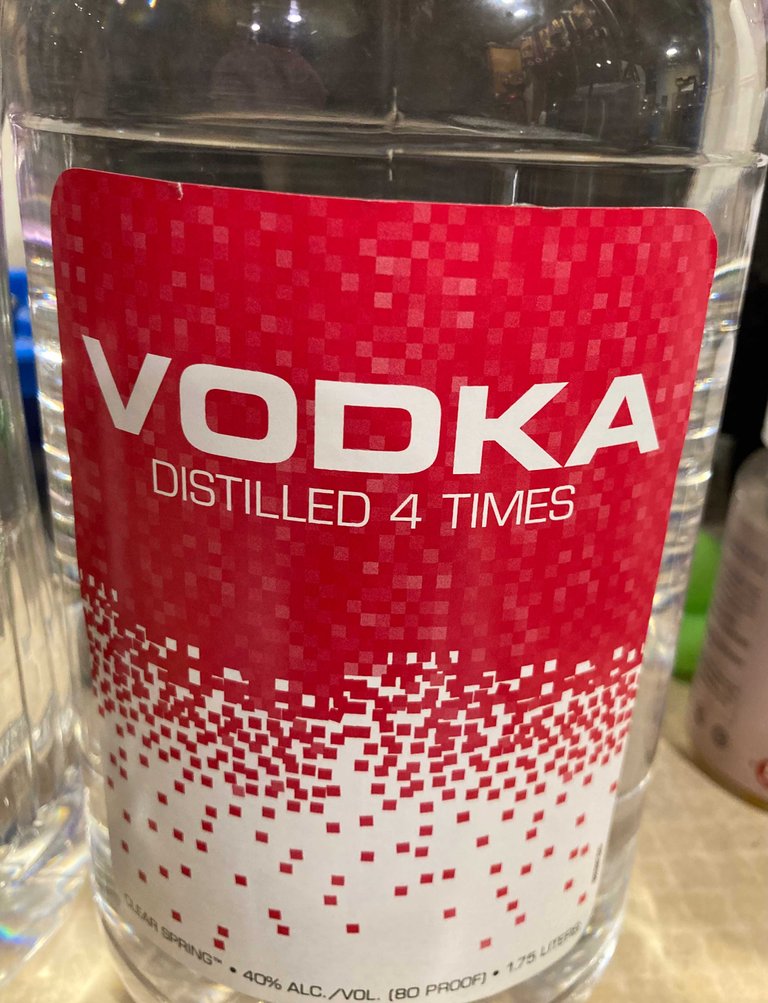 VODKA
DISTILLED 4 TIMES
CLEAR SPRING™ • 40% ALC./VOL. (80 PROOF) • 1.75 LITERS